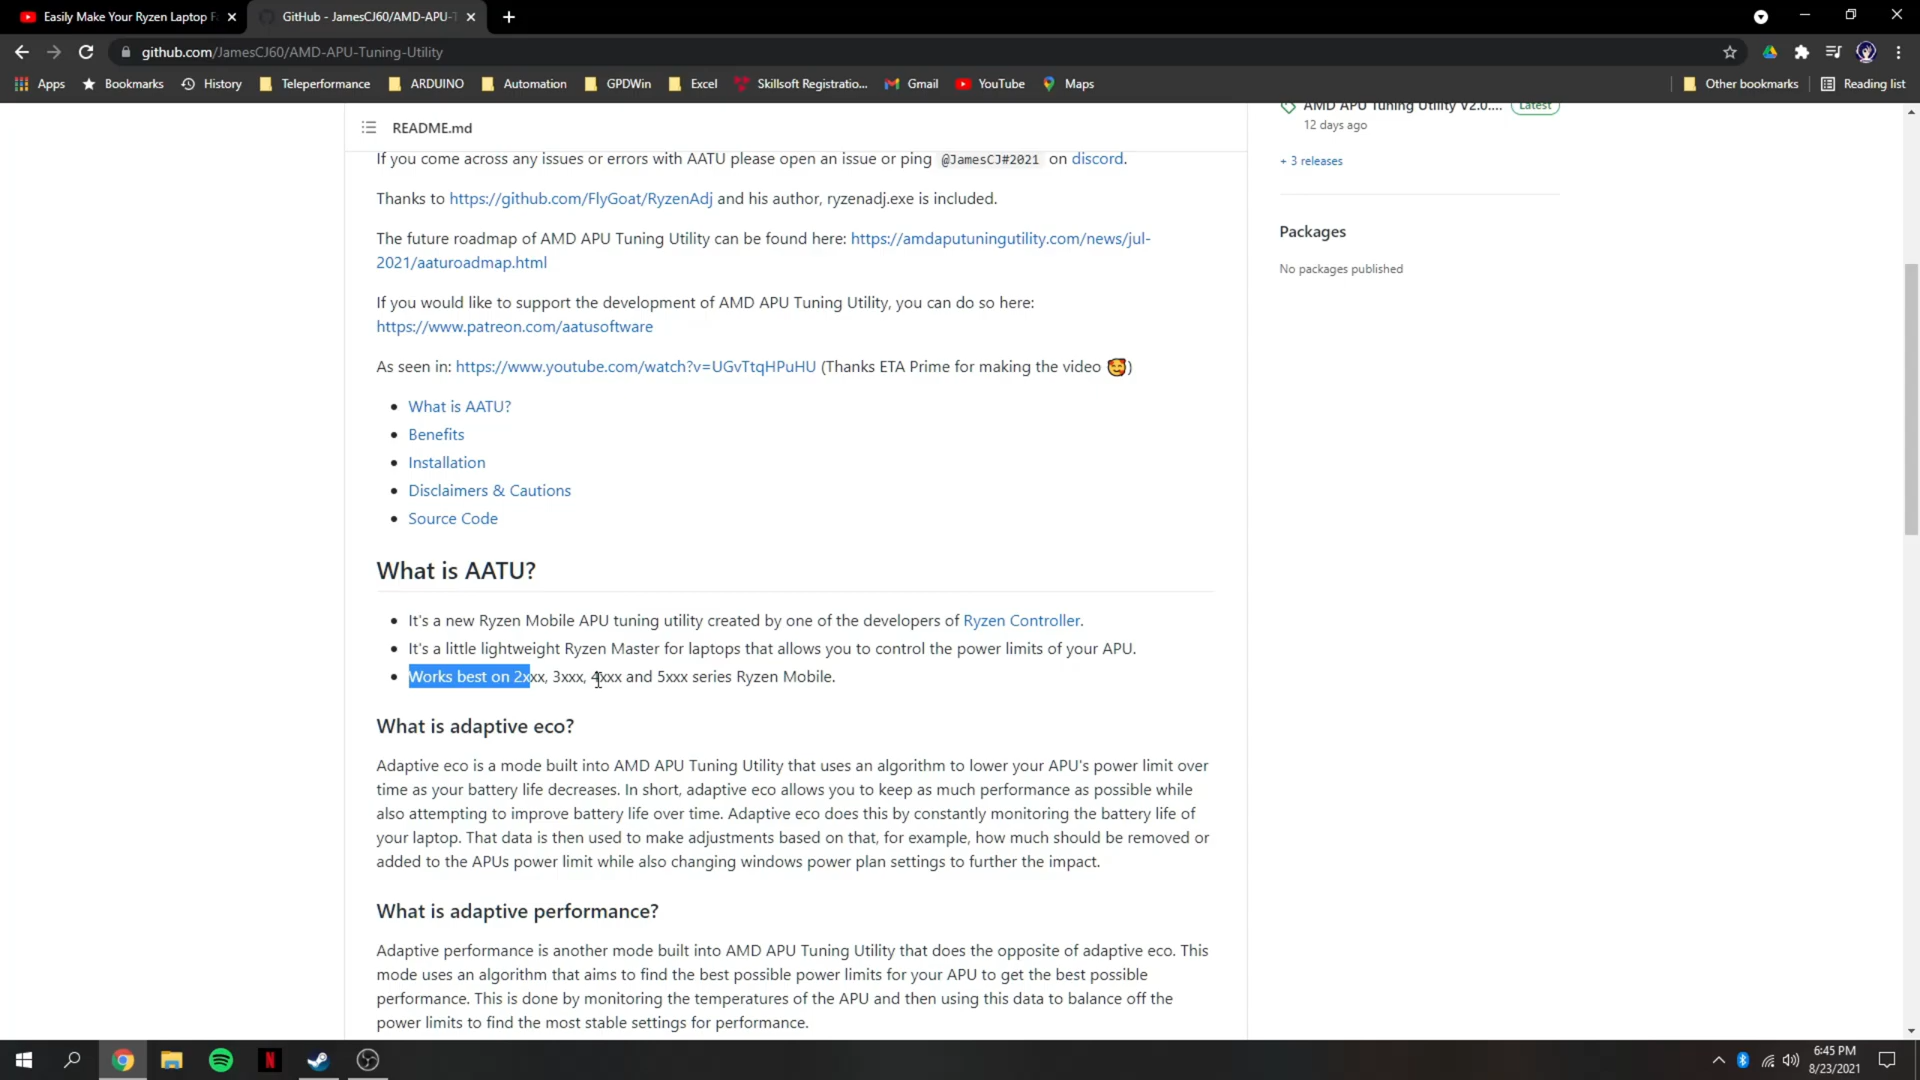 Easily Make Your Ryzen Laptop F
GitHub - JamesCJ60/AMD-APU-T
github.com/JamesCJ60/AMD-APU-Tuning-Utility
Apps Bookmarks History Teleperformance ARDUINO Automation GPDWin Excel Skillsoft Registratio... Gmail YouTube Maps Other bookmarks Reading list
AMD APU Tuning Utility V2.0.... Latest
12 days ago
+ 3 releases
Packages
No packages published
README.md
If you come across any issues or errors with AATU please open an issue or ping @JamesCJ#2021 on discord.
Thanks to https://github.com/FlyGoat/RyzenAdj and his author, ryzenadj.exe is included.
The future roadmap of AMD APU Tuning Utility can be found here: https://amdaputuningutility.com/news/jul-
2021/aaturoadmap.html
If you would like to support the development of AMD APU Tuning Utility, you can do so here:
https://www.patreon.com/aatusoftware
As seen in: https://www.youtube.com/watch?v=UGvTtqHPuHU (Thanks ETA Prime for making the video 🥰)
• What is AATU?
• Benefits
• Installation
• Disclaimers & Cautions
• Source Code
What is AATU?
• It's a new Ryzen Mobile APU tuning utility created by one of the developers of Ryzen Controller.
• It's a little lightweight Ryzen Master for laptops that allows you to control the power limits of your APU.
• Works best on 2xxx, 3xxx, 4xxx and 5xxx series Ryzen Mobile.
What is adaptive eco?
Adaptive eco is a mode built into AMD APU Tuning Utility that uses an algorithm to lower your APU's power limit over
time as your battery life decreases. In short, adaptive eco allows you to keep as much performance as possible while
also attempting to improve battery life over time. Adaptive eco does this by constantly monitoring the battery life of
your laptop. That data is then used to make adjustments based on that, for example, how much should be removed or
added to the APUs power limit while also changing windows power plan settings to further the impact.
What is adaptive performance?
Adaptive performance is another mode built into AMD APU Tuning Utility that does the opposite of adaptive eco. This
mode uses an algorithm that aims to find the best possible power limits for your APU to get the best possible
performance. This is done by monitoring the temperatures of the APU and then using this data to balance off the
power limits to find the most stable settings for performance.
6:45 PM
8/23/2021